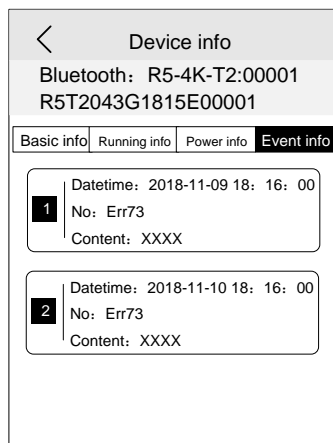 Device info
Bluetooth：R5-4K-T2:00001
R5T2043G1815E00001
Basic info Running info Power info Event info
1
Datetime：2018-11-09 18：16：00
No：Err73
Content：XXXX
2
Datetime：2018-11-10 18：16：00
No：Err73
Content：XXXX